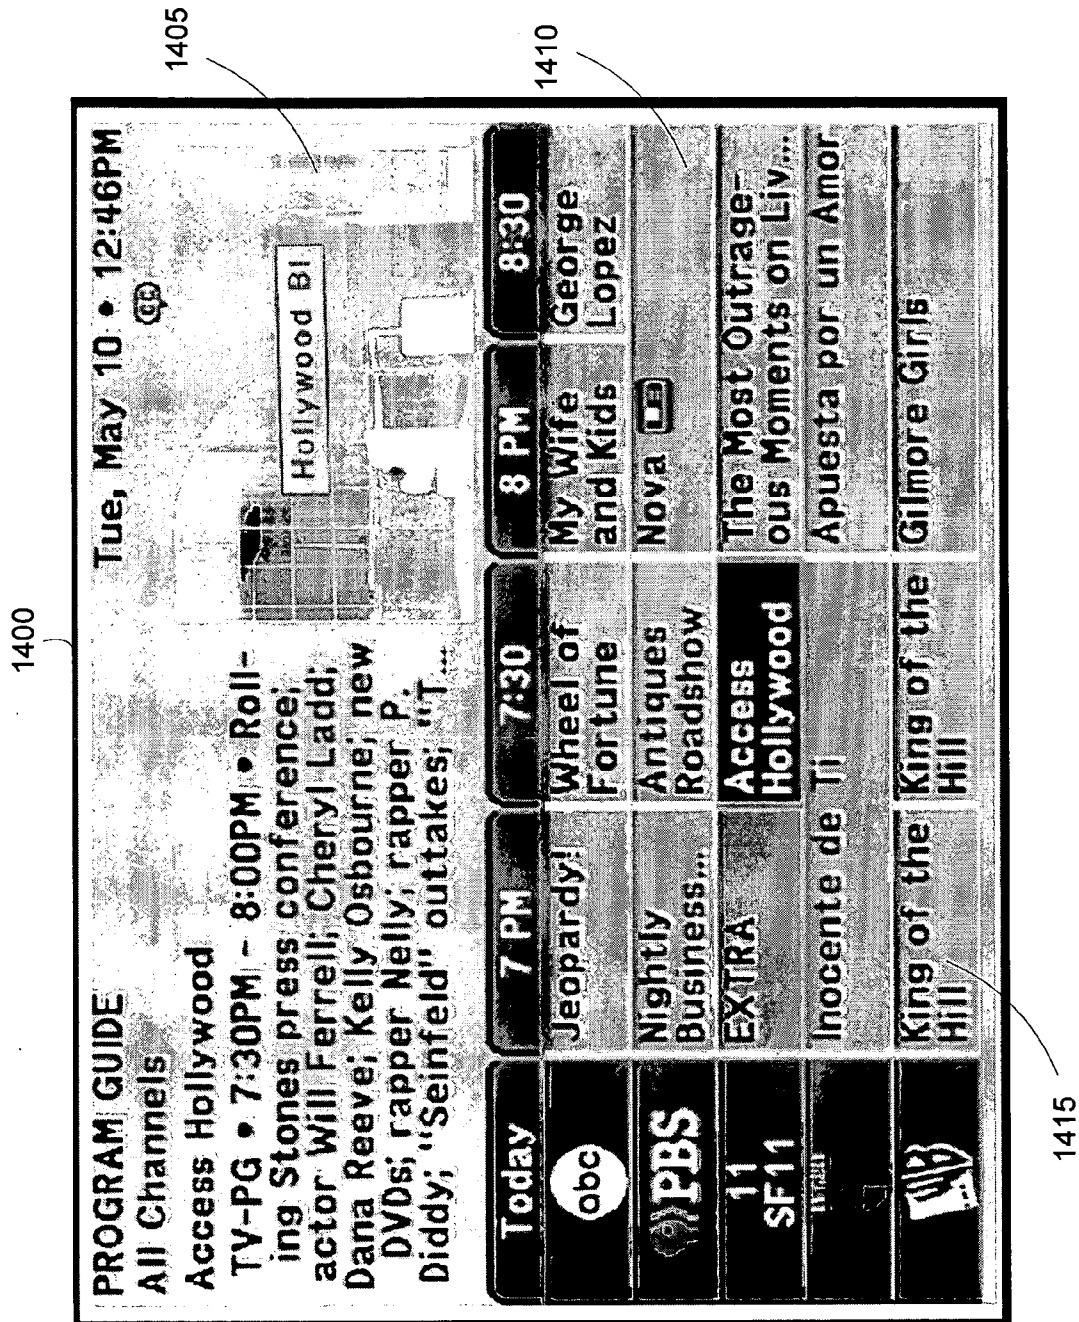 1400
1405
1410
1415
PROGRAM GUIDE
Tue, May 10 • 12:46PM
All Channels
CC
Access Hollywood
TV-PG • 7:30PM - 8:00PM • Roll-
ing Stones press conference;
actor Will Ferrell; Cheryl Ladd;
Dana Reeve; Kelly Osbourne; new
DVDs; rapper Nelly; rapper P.
Diddy; "Seinfeld" outtakes; "T...
Hollywood Bl
Today 7 PM 7:30 8 PM 8:30
abc Jeopardy! Wheel of Fortune My Wife and Kids George Lopez
PBS Nightly Business... Antiques Roadshow Nova
11 SF11 EXTRA Access Hollywood The Most Outrage-
ous Moments on Liv...
Inocente de Ti Apuesta por un Amor
WB King of the Hill King of the Hill Gilmore Girls